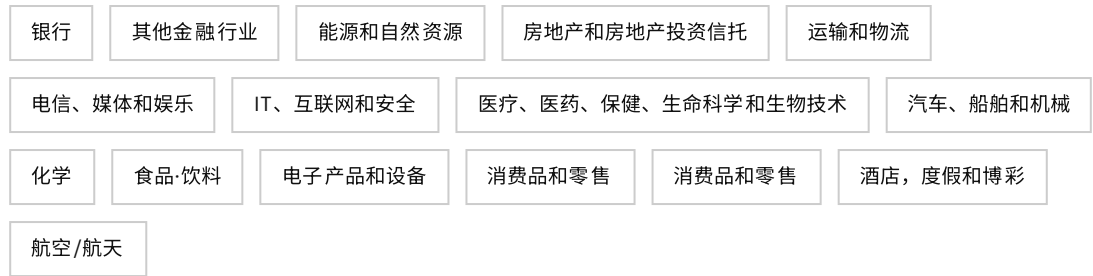 银行 其他金融行业 能源和自然资源 房地产和房地产投资信托 运输和物流
电信、媒体和娱乐 IT、互联网和安全 医疗、医药、保健、生命科学和生物技术 汽车、船舶和机械
化学 食品·饮料 电子产品和设备 消费品和零售 消费品和零售 酒店，度假和博彩
航空/航天